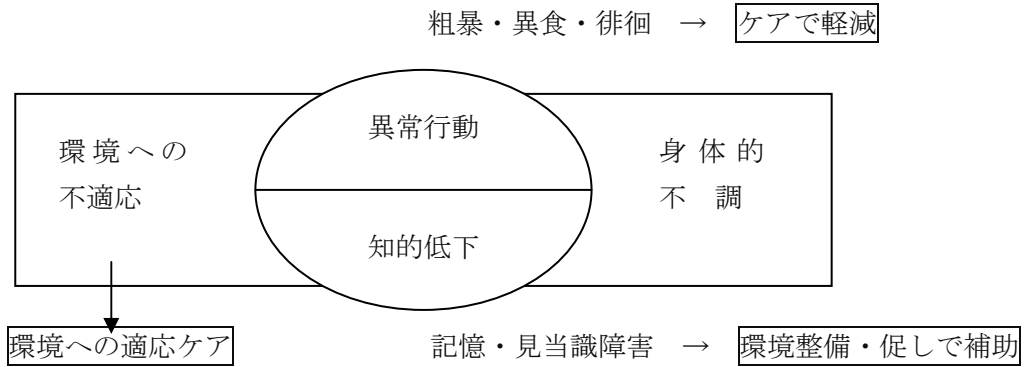 粗暴・異食・徘徊 → ケアで軽減
異常行動
環境への
不適応
身体的
不調
知的低下
環境への適応ケア
記憶・見当識障害 → 環境整備・促しで補助